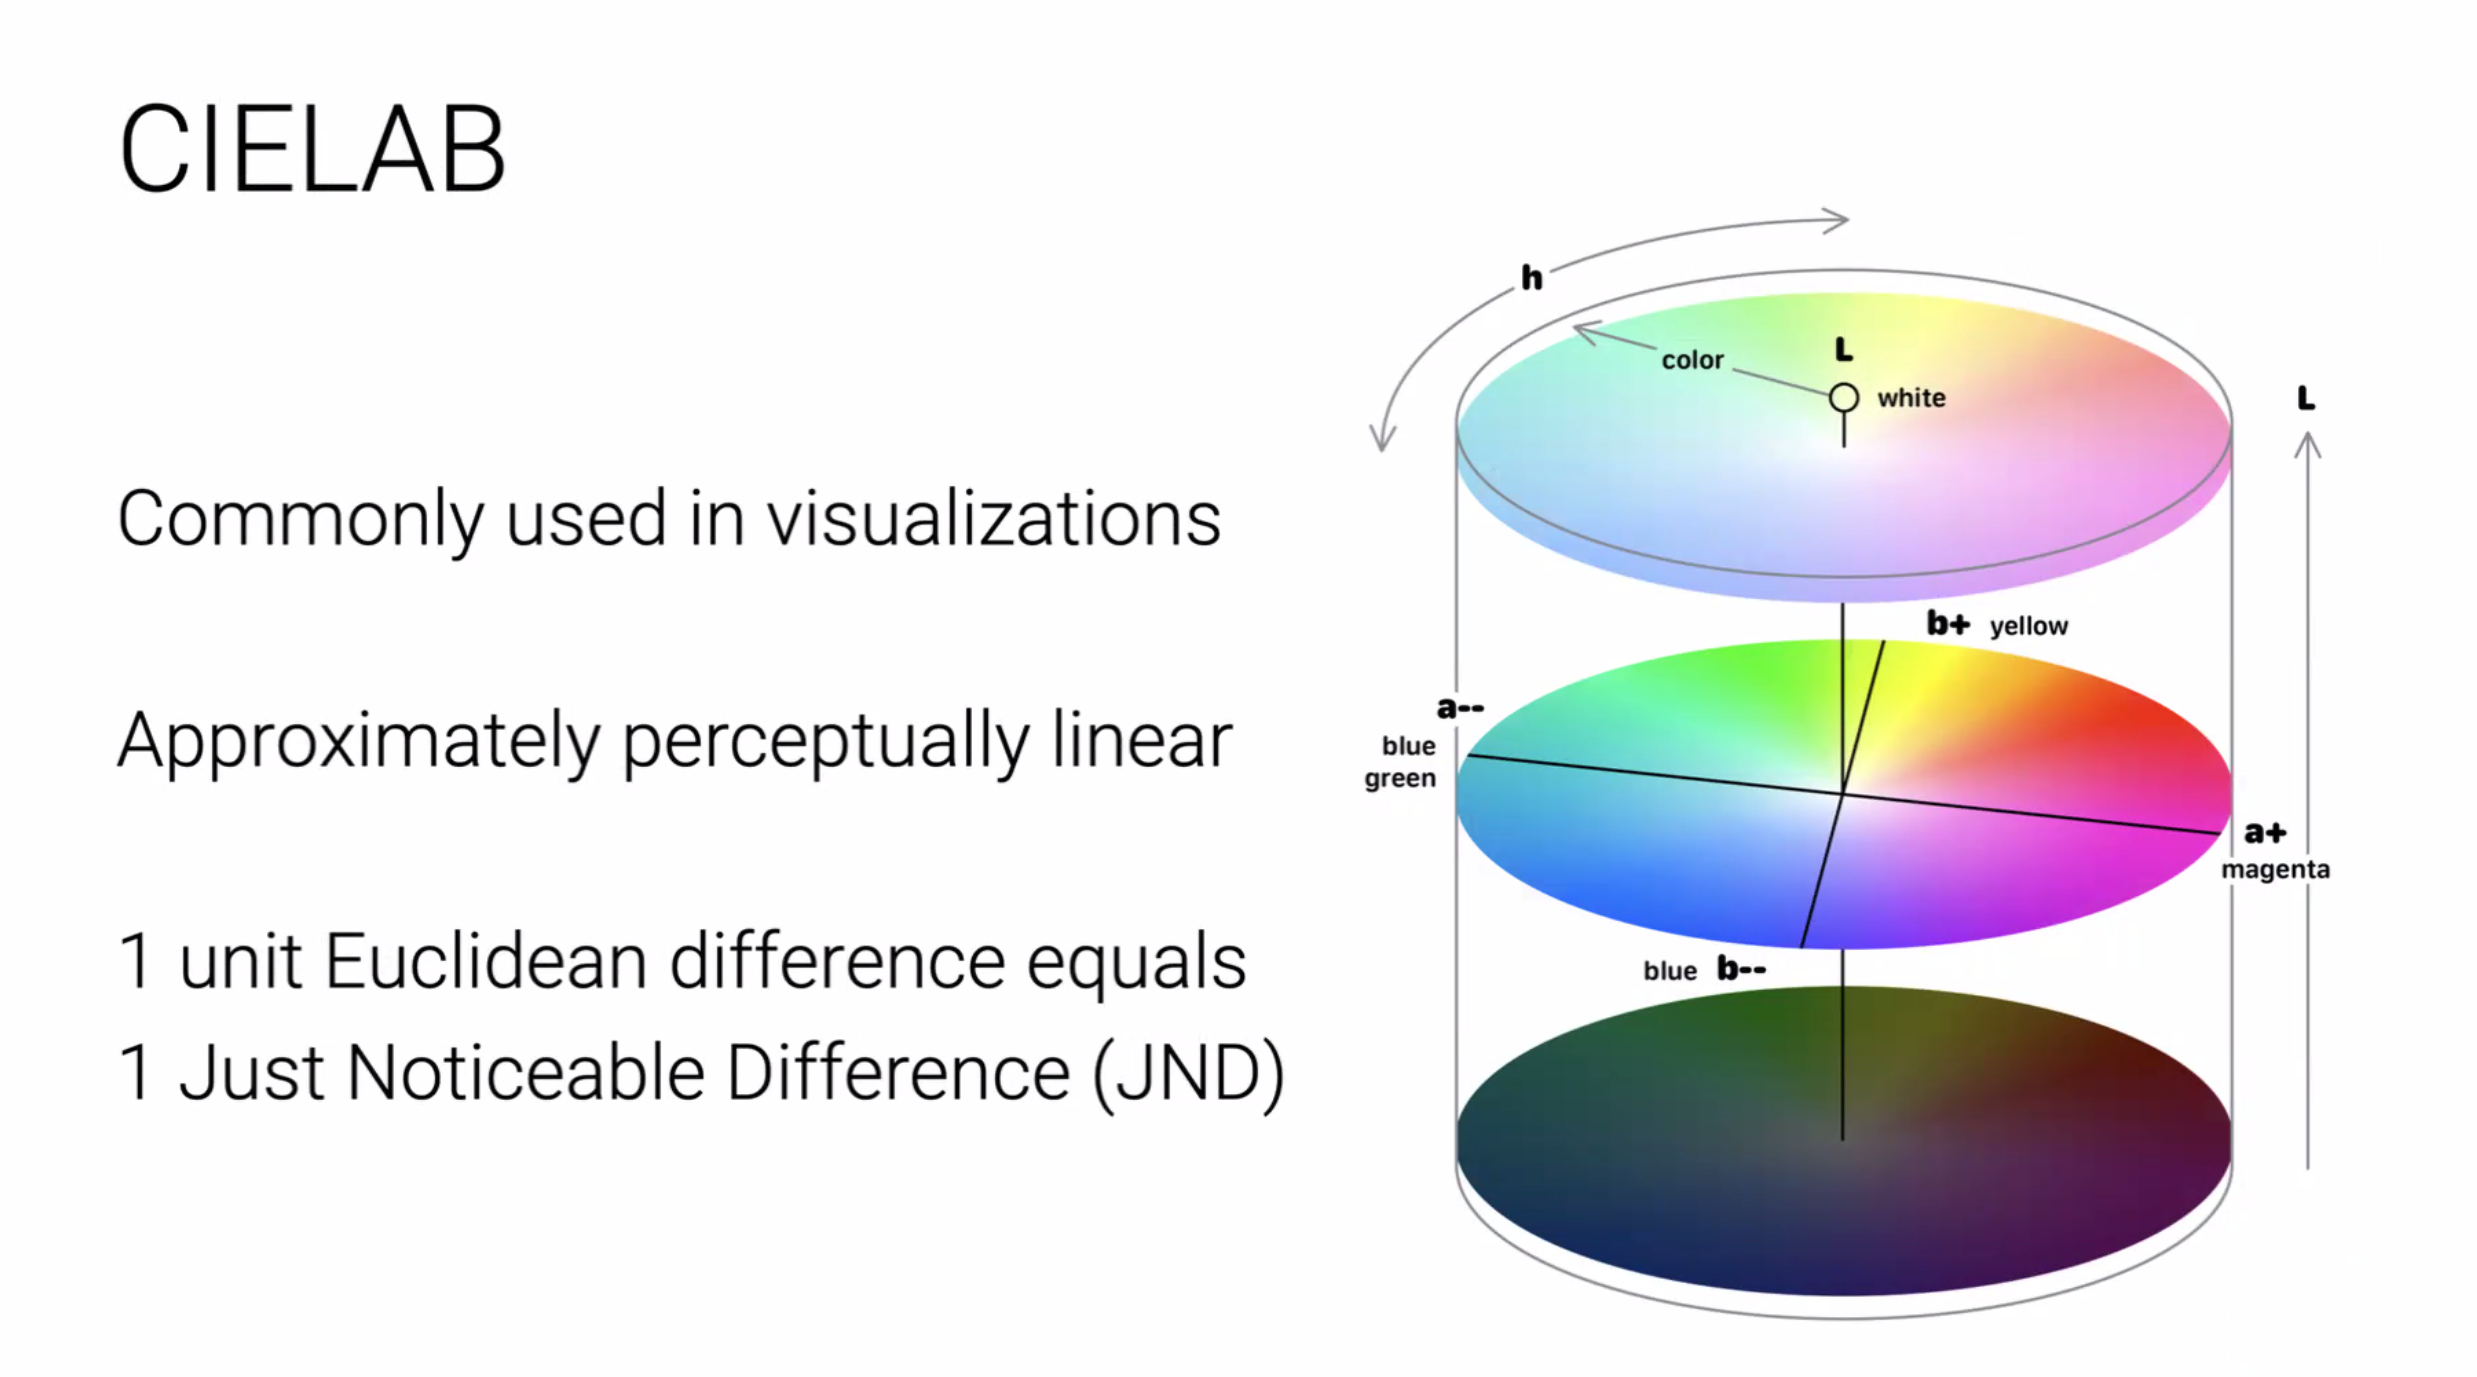 CIELAB
Commonly used in visualizations
Approximately perceptually linear
1 unit Euclidean difference equals
1 Just Noticeable Difference (JND)
h
color
L
white
L
b+ yellow
a--
blue
green
a+
magenta
blue b--